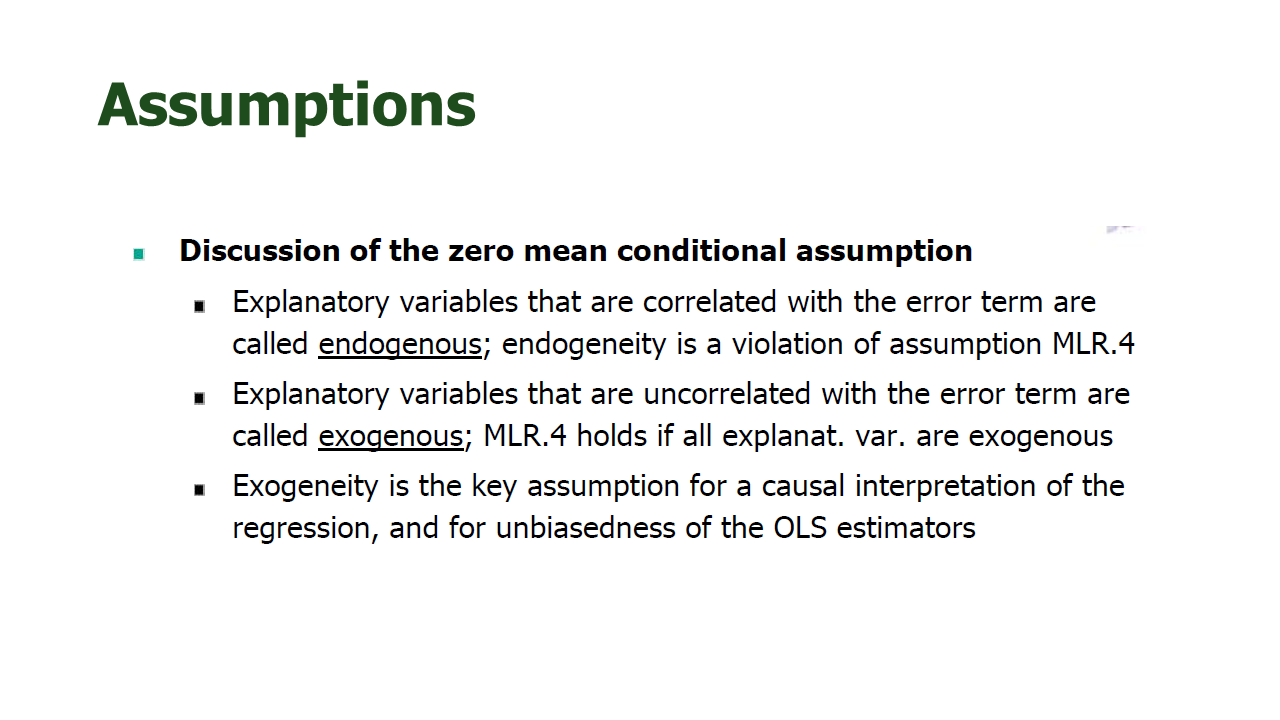 Assumptions
Discussion of the zero mean conditional assumption
Explanatory variables that are correlated with the error term are
called endogenous; endogeneity is a violation of assumption MLR.4
Explanatory variables that are uncorrelated with the error term are
called exogenous; MLR.4 holds if all explanat. var. are exogenous
Exogeneity is the key assumption for a causal interpretation of the
regression, and for unbiasedness of the OLS estimators